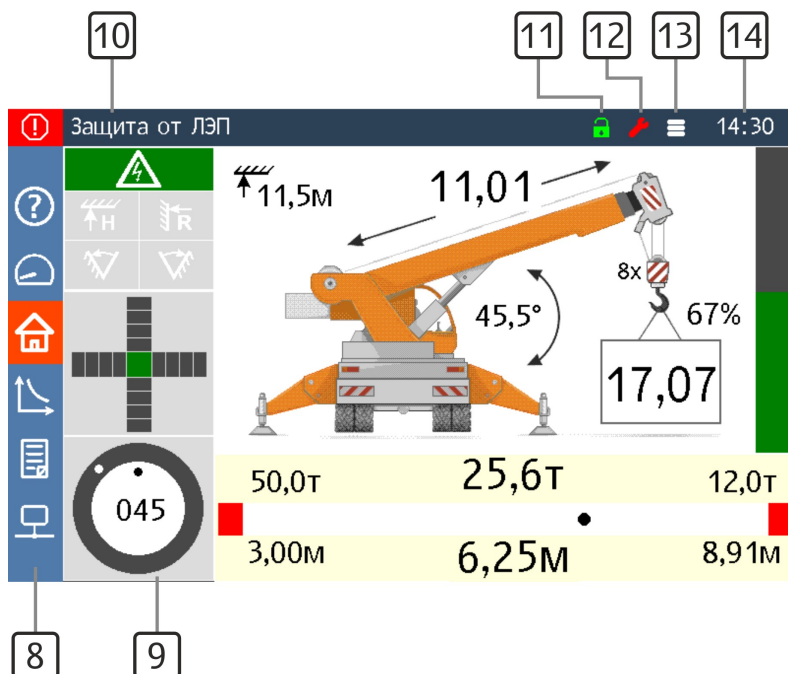 10
11
12
13
14
Защита от ЛЭП
14:30
H
R
11,5м
11,01
8x
45,5°
67%
17,07
045
50,0т
25,6т
12,0т
3,00м
6,25м
8,91м
8
9